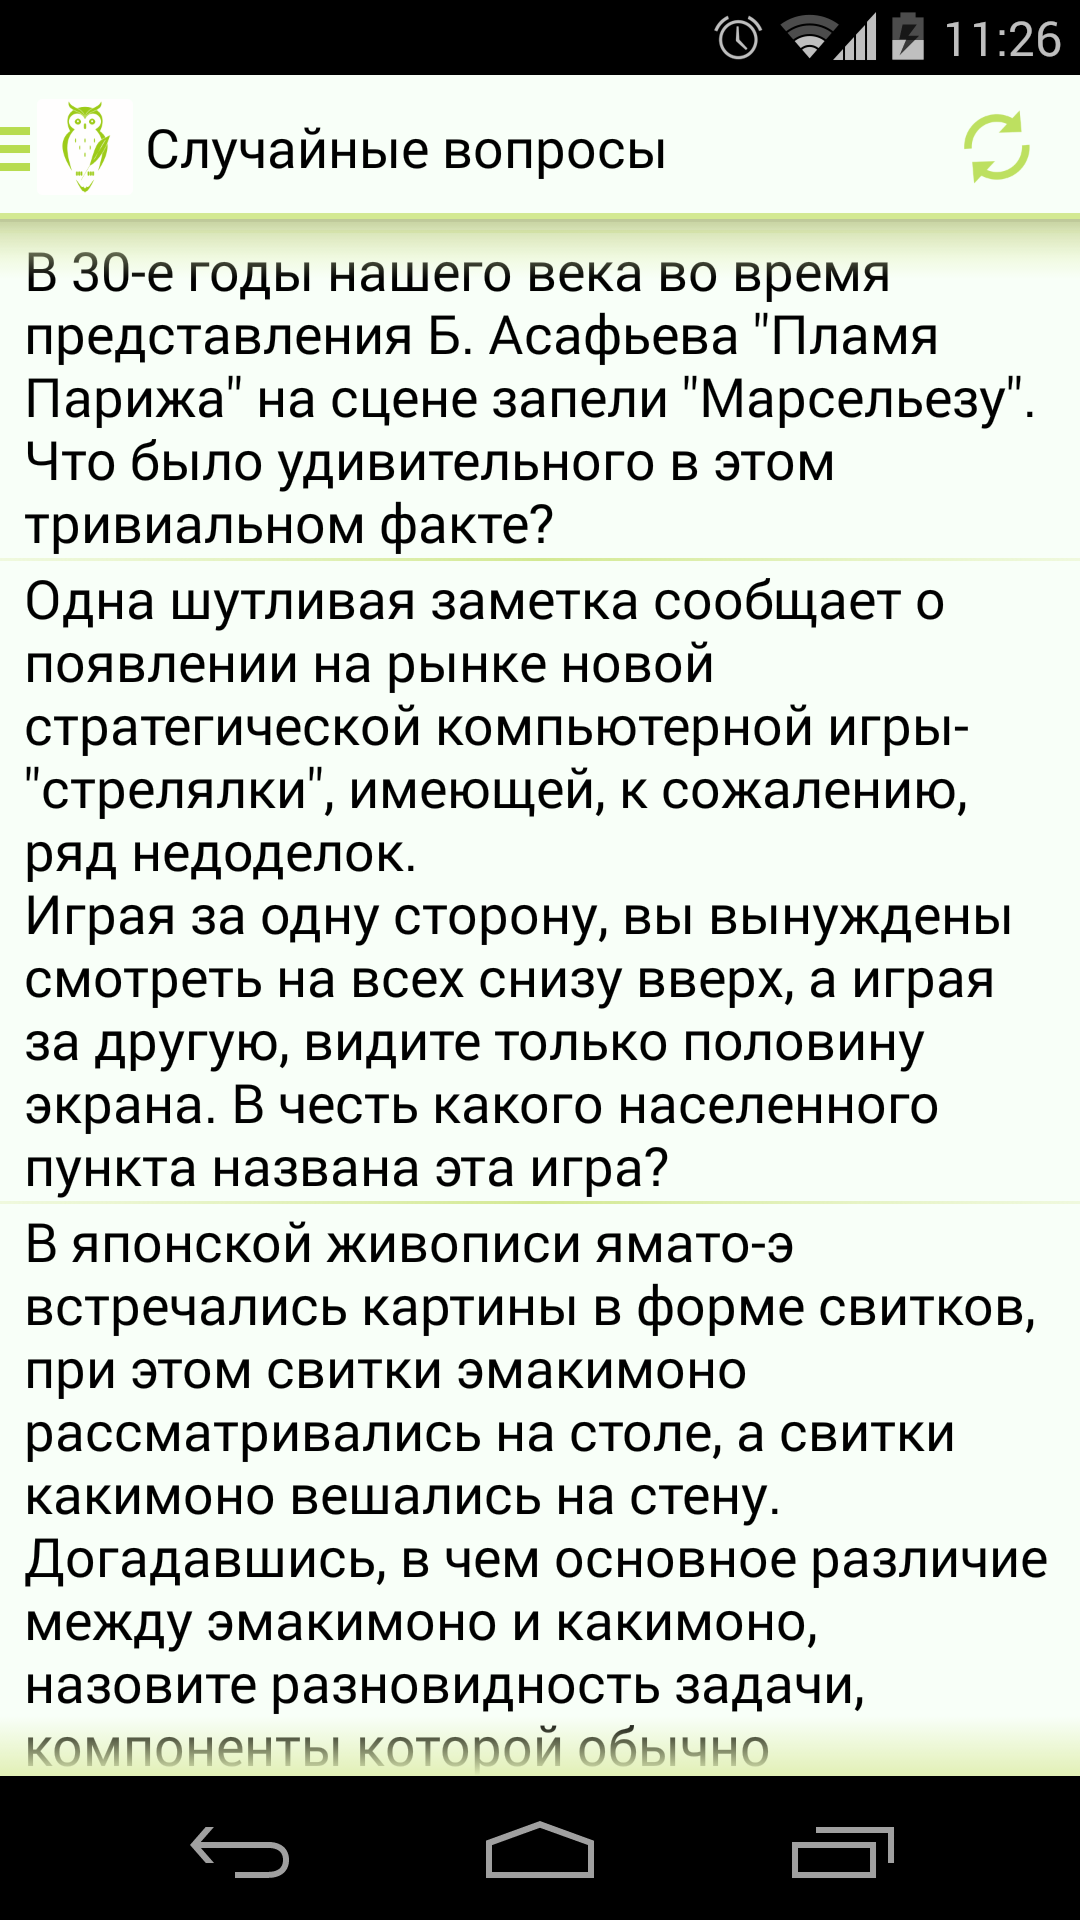 11:26
Случайные вопросы
В 30-е годы нашего века во время
представления Б. Асафьева "Пламя
Парижа" на сцене запели "Марсельезу".
Что было удивительного в этом
тривиальном факте?
Одна шутливая заметка сообщает о
появлении на рынке новой
стратегической компьютерной игры-
"стрелялки", имеющей, к сожалению,
ряд недоделок.
Играя за одну сторону, вы вынуждены
смотреть на всех снизу вверх, а играя
за другую, видите только половину
экрана. В честь какого населенного
пункта названа эта игра?
В японской живописи ямато-э
встречались картины в форме свитков,
при этом свитки эмакимоно
рассматривались на столе, а свитки
какимоно вешались на стену.
Догадавшись, в чем основное различие
между эмакимоно и какимоно,
назовите разновидность задачи,
компоненты которой обычно